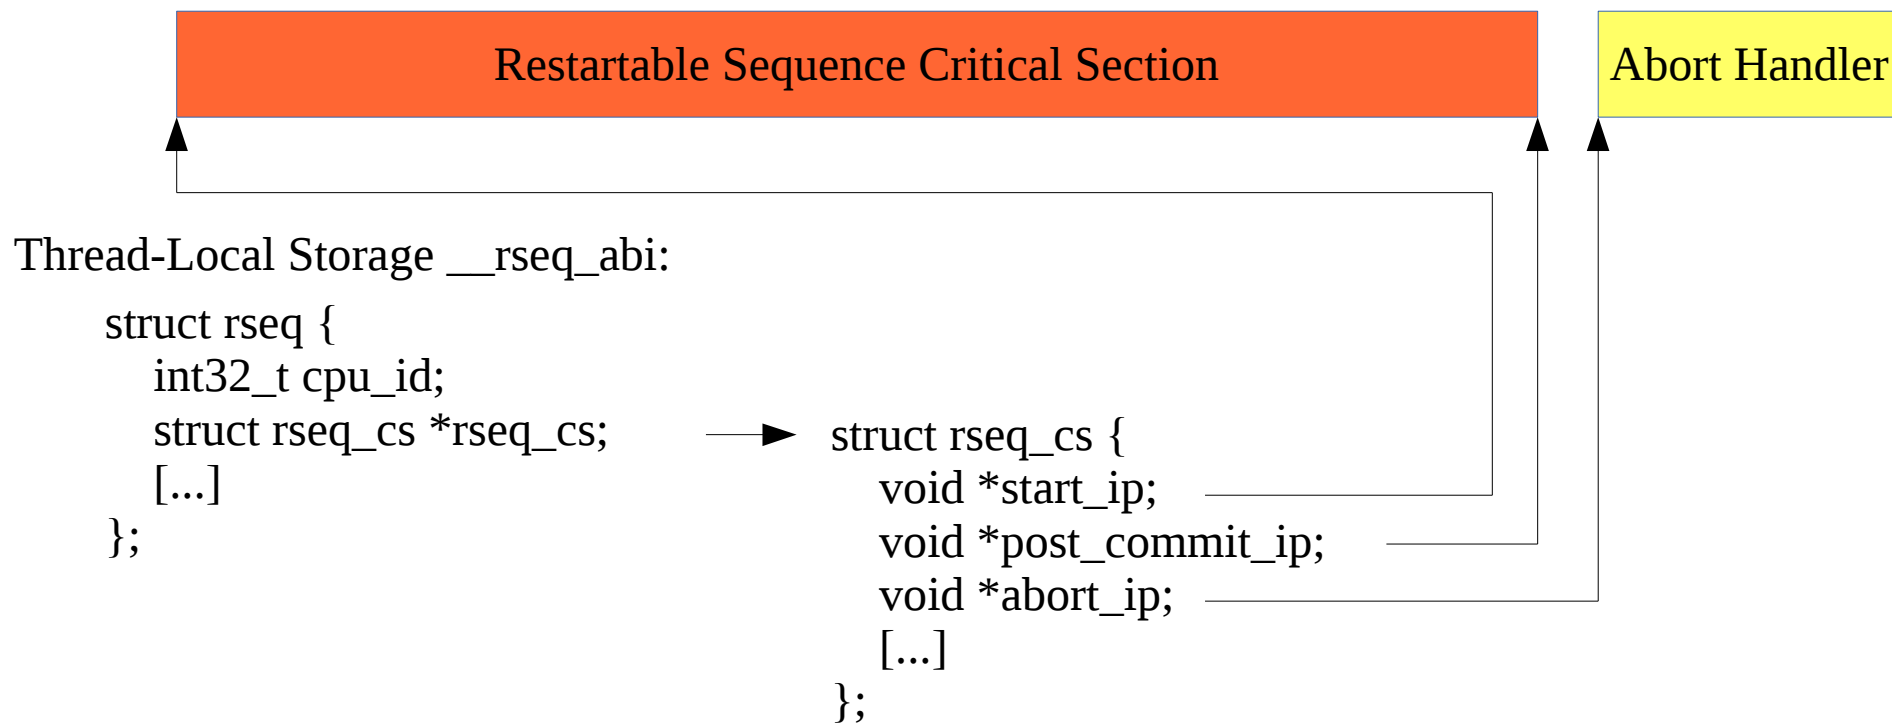 Restartable Sequence Critical Section
Abort Handler
Thread-Local Storage __rseq_abi:
struct rseq {
int32_t cpu_id;
struct rseq_cs *rseq_cs;
[...]
};
struct rseq_cs {
void *start_ip;
void *post_commit_ip;
void *abort_ip;
[...]
};